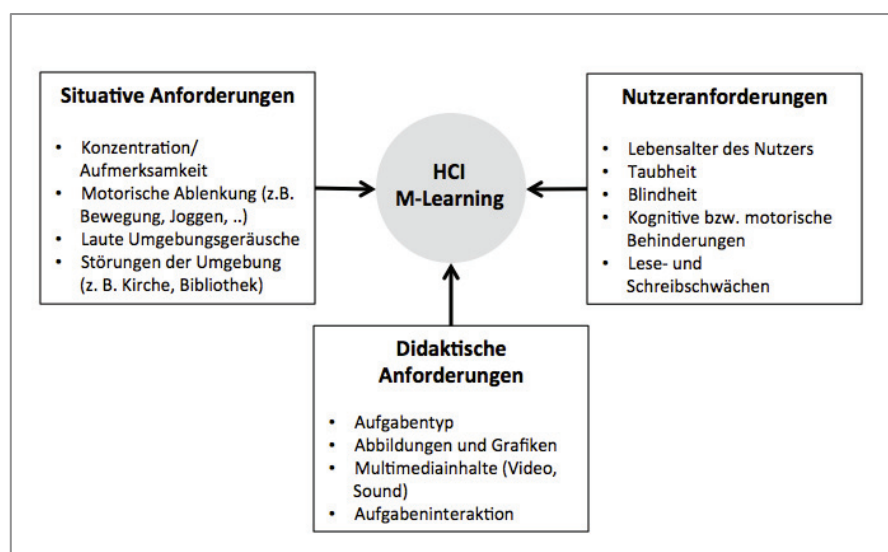 Situative Anforderungen
• Konzentration/
Aufmerksamkeit
• Motorische Ablenkung (z.B.
Bewegung, Joggen, ..)
• Laute Umgebungsgeräusche
• Störungen der Umgebung
(z. B. Kirche, Bibliothek)
HCI
M-Learning
Nutzeranforderungen
• Lebensalter des Nutzers
• Taubheit
• Blindheit
• Kognitive bzw. motorische
Behinderungen
• Lese- und
Schreibschwächen
Didaktische
Anforderungen
• Aufgabentyp
• Abbildungen und Grafiken
• Multimediainhalte (Video,
Sound)
• Aufgabeninteraktion